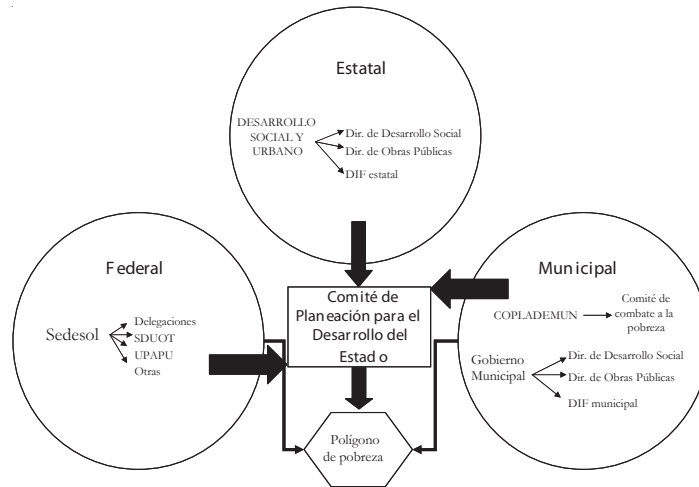 Estatal
DESARROLLO
SOCIAL Y
URBANO
Dir. de Desarrollo Social
Dir. de Obras Públicas
DIF estatal
Federal
Sedesol
Delegaciones
SDUOT
UPAPU
Otras
Comité de
Planeación para el
Desarrollo del
Estad o
Municipal
COPLADEMUN
Comité de
combate a la
pobreza
Gobierno
Municipal
Dir. de Desarrollo Social
Dir. de Obras Públicas
DIF municipal
Polígono
de pobreza